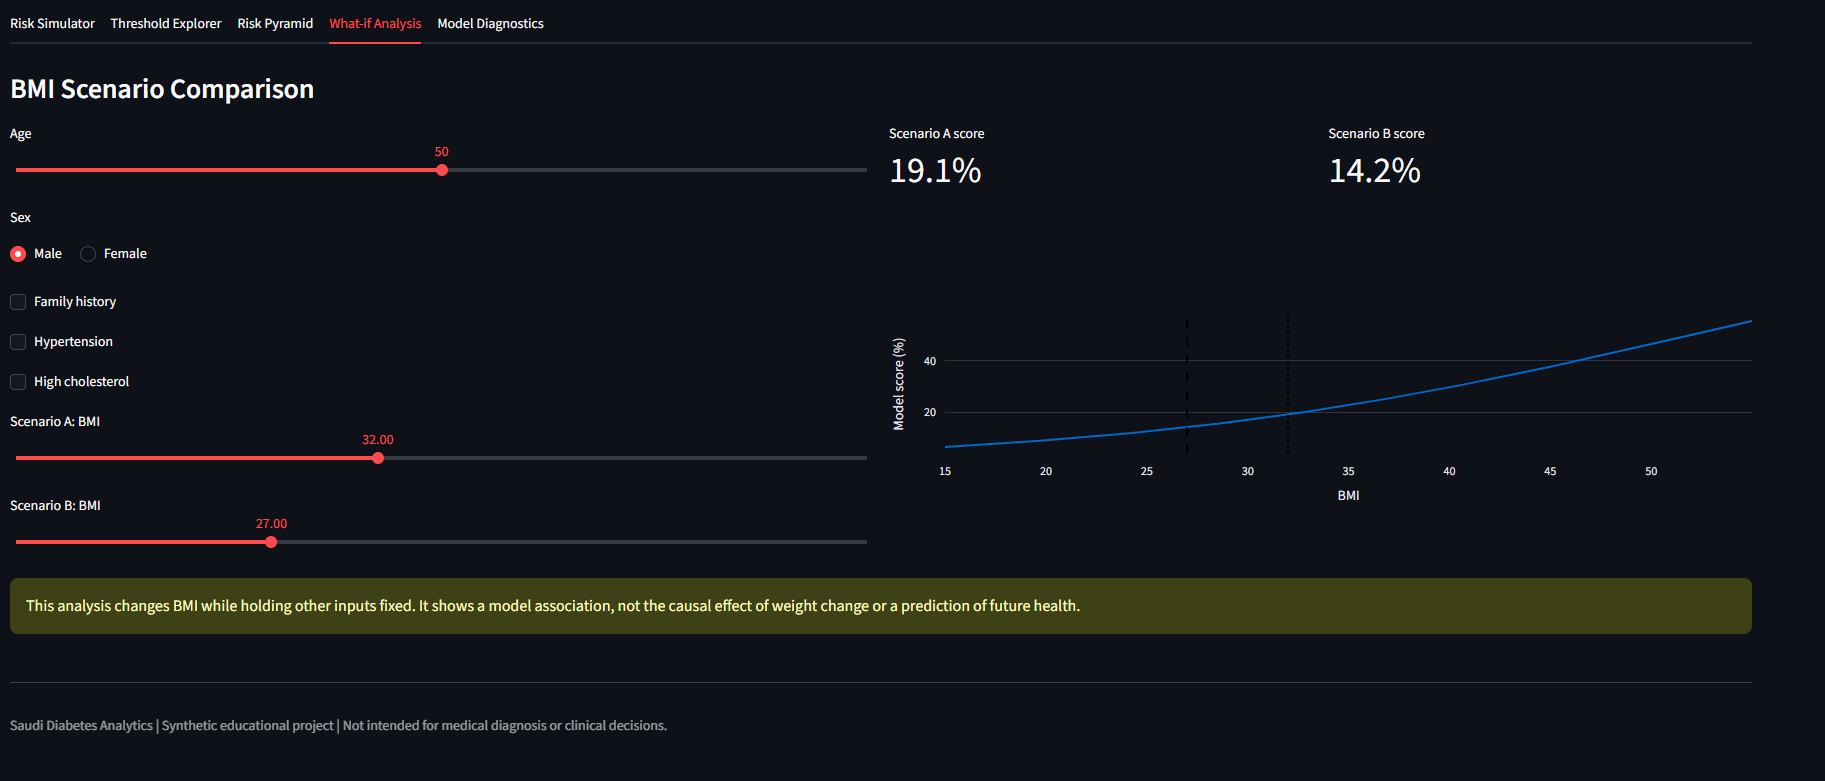 Risk Simulator Threshold Explorer Risk Pyramid What-if Analysis Model Diagnostics
BMI Scenario Comparison
Age
50
Sex
Male Female
Family history
Hypertension
High cholesterol
Scenario A: BMI
32.00
Scenario B: BMI
27.00
Scenario A score
19.1%
Scenario B score
14.2%
Model score (%)
40
20
15 20 25 30 35 40 45 50
BMI
This analysis changes BMI while holding other inputs fixed. It shows a model association, not the causal effect of weight change or a prediction of future health.
Saudi Diabetes Analytics | Synthetic educational project | Not intended for medical diagnosis or clinical decisions.